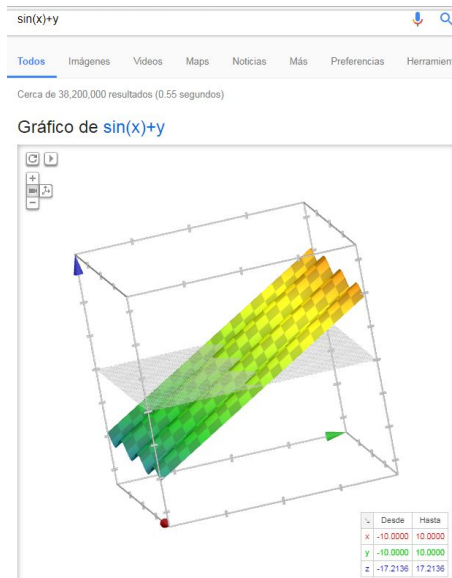 sin(x)+y
Todos Imágenes Videos Maps Noticias Más Preferencias Herramien
Cerca de 38,200,000 resultados (0.55 segundos)
Gráfico de sin(x)+y
Desde Hasta
x -10.0000 10.0000
y -10.0000 10.0000
z -17.2136 17.2136